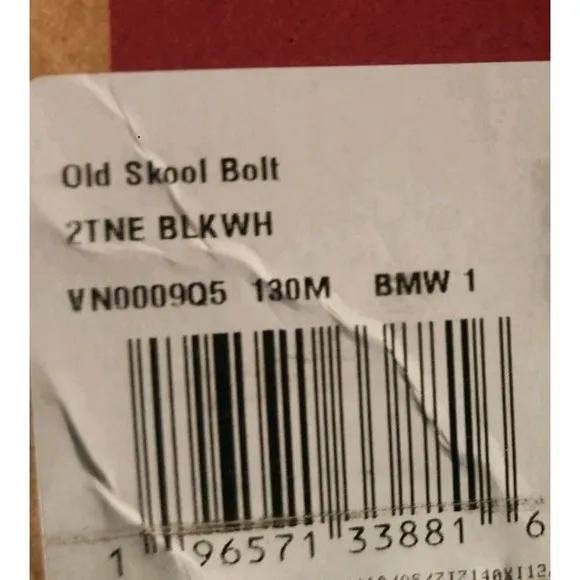 Old Skool Bolt
2TNE BLKWH
VN0009Q5 130M BMW 1
1 96571 33881 6